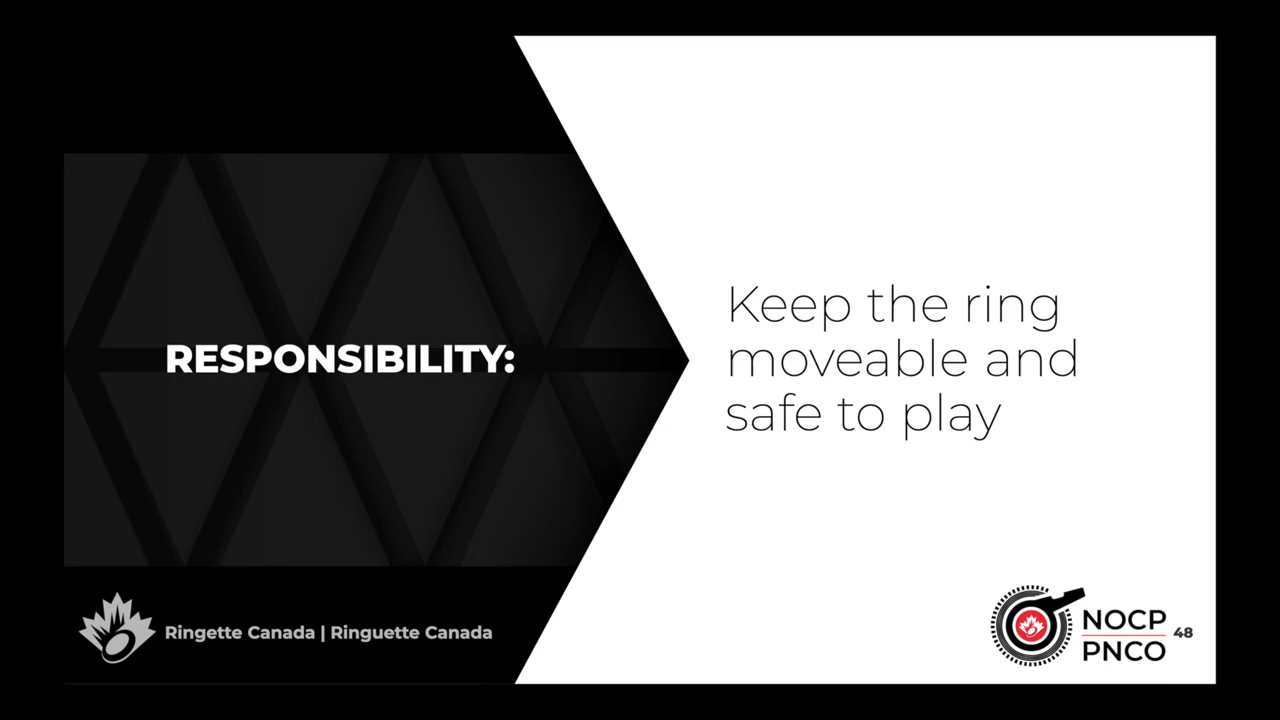 RESPONSIBILITY:
Keep the ring
moveable and
safe to play
Ringette Canada | Ringuette Canada
NOCP
PNCO
48